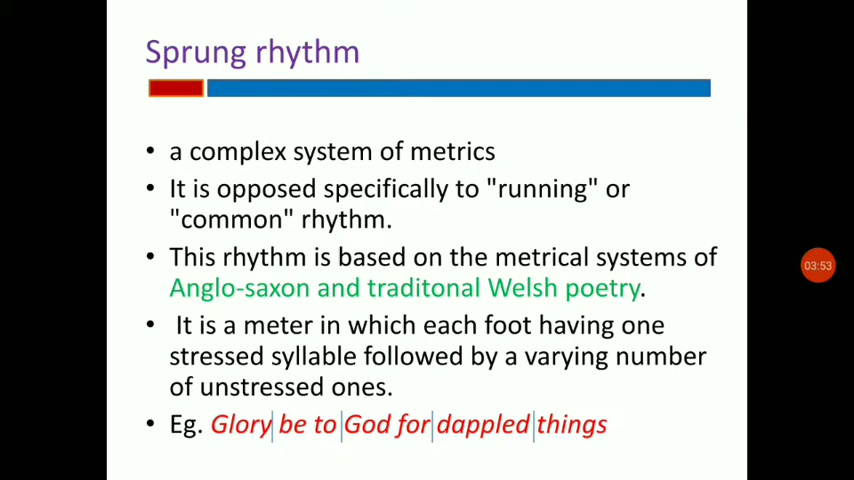 Sprung rhythm
• a complex system of metrics
• It is opposed specifically to "running" or
"common" rhythm.
• This rhythm is based on the metrical systems of
Anglo-saxon and traditonal Welsh poetry.
• It is a meter in which each foot having one
stressed syllable followed by a varying number
of unstressed ones.
• Eg. Glory| be to |God for| dappled |things
03:53